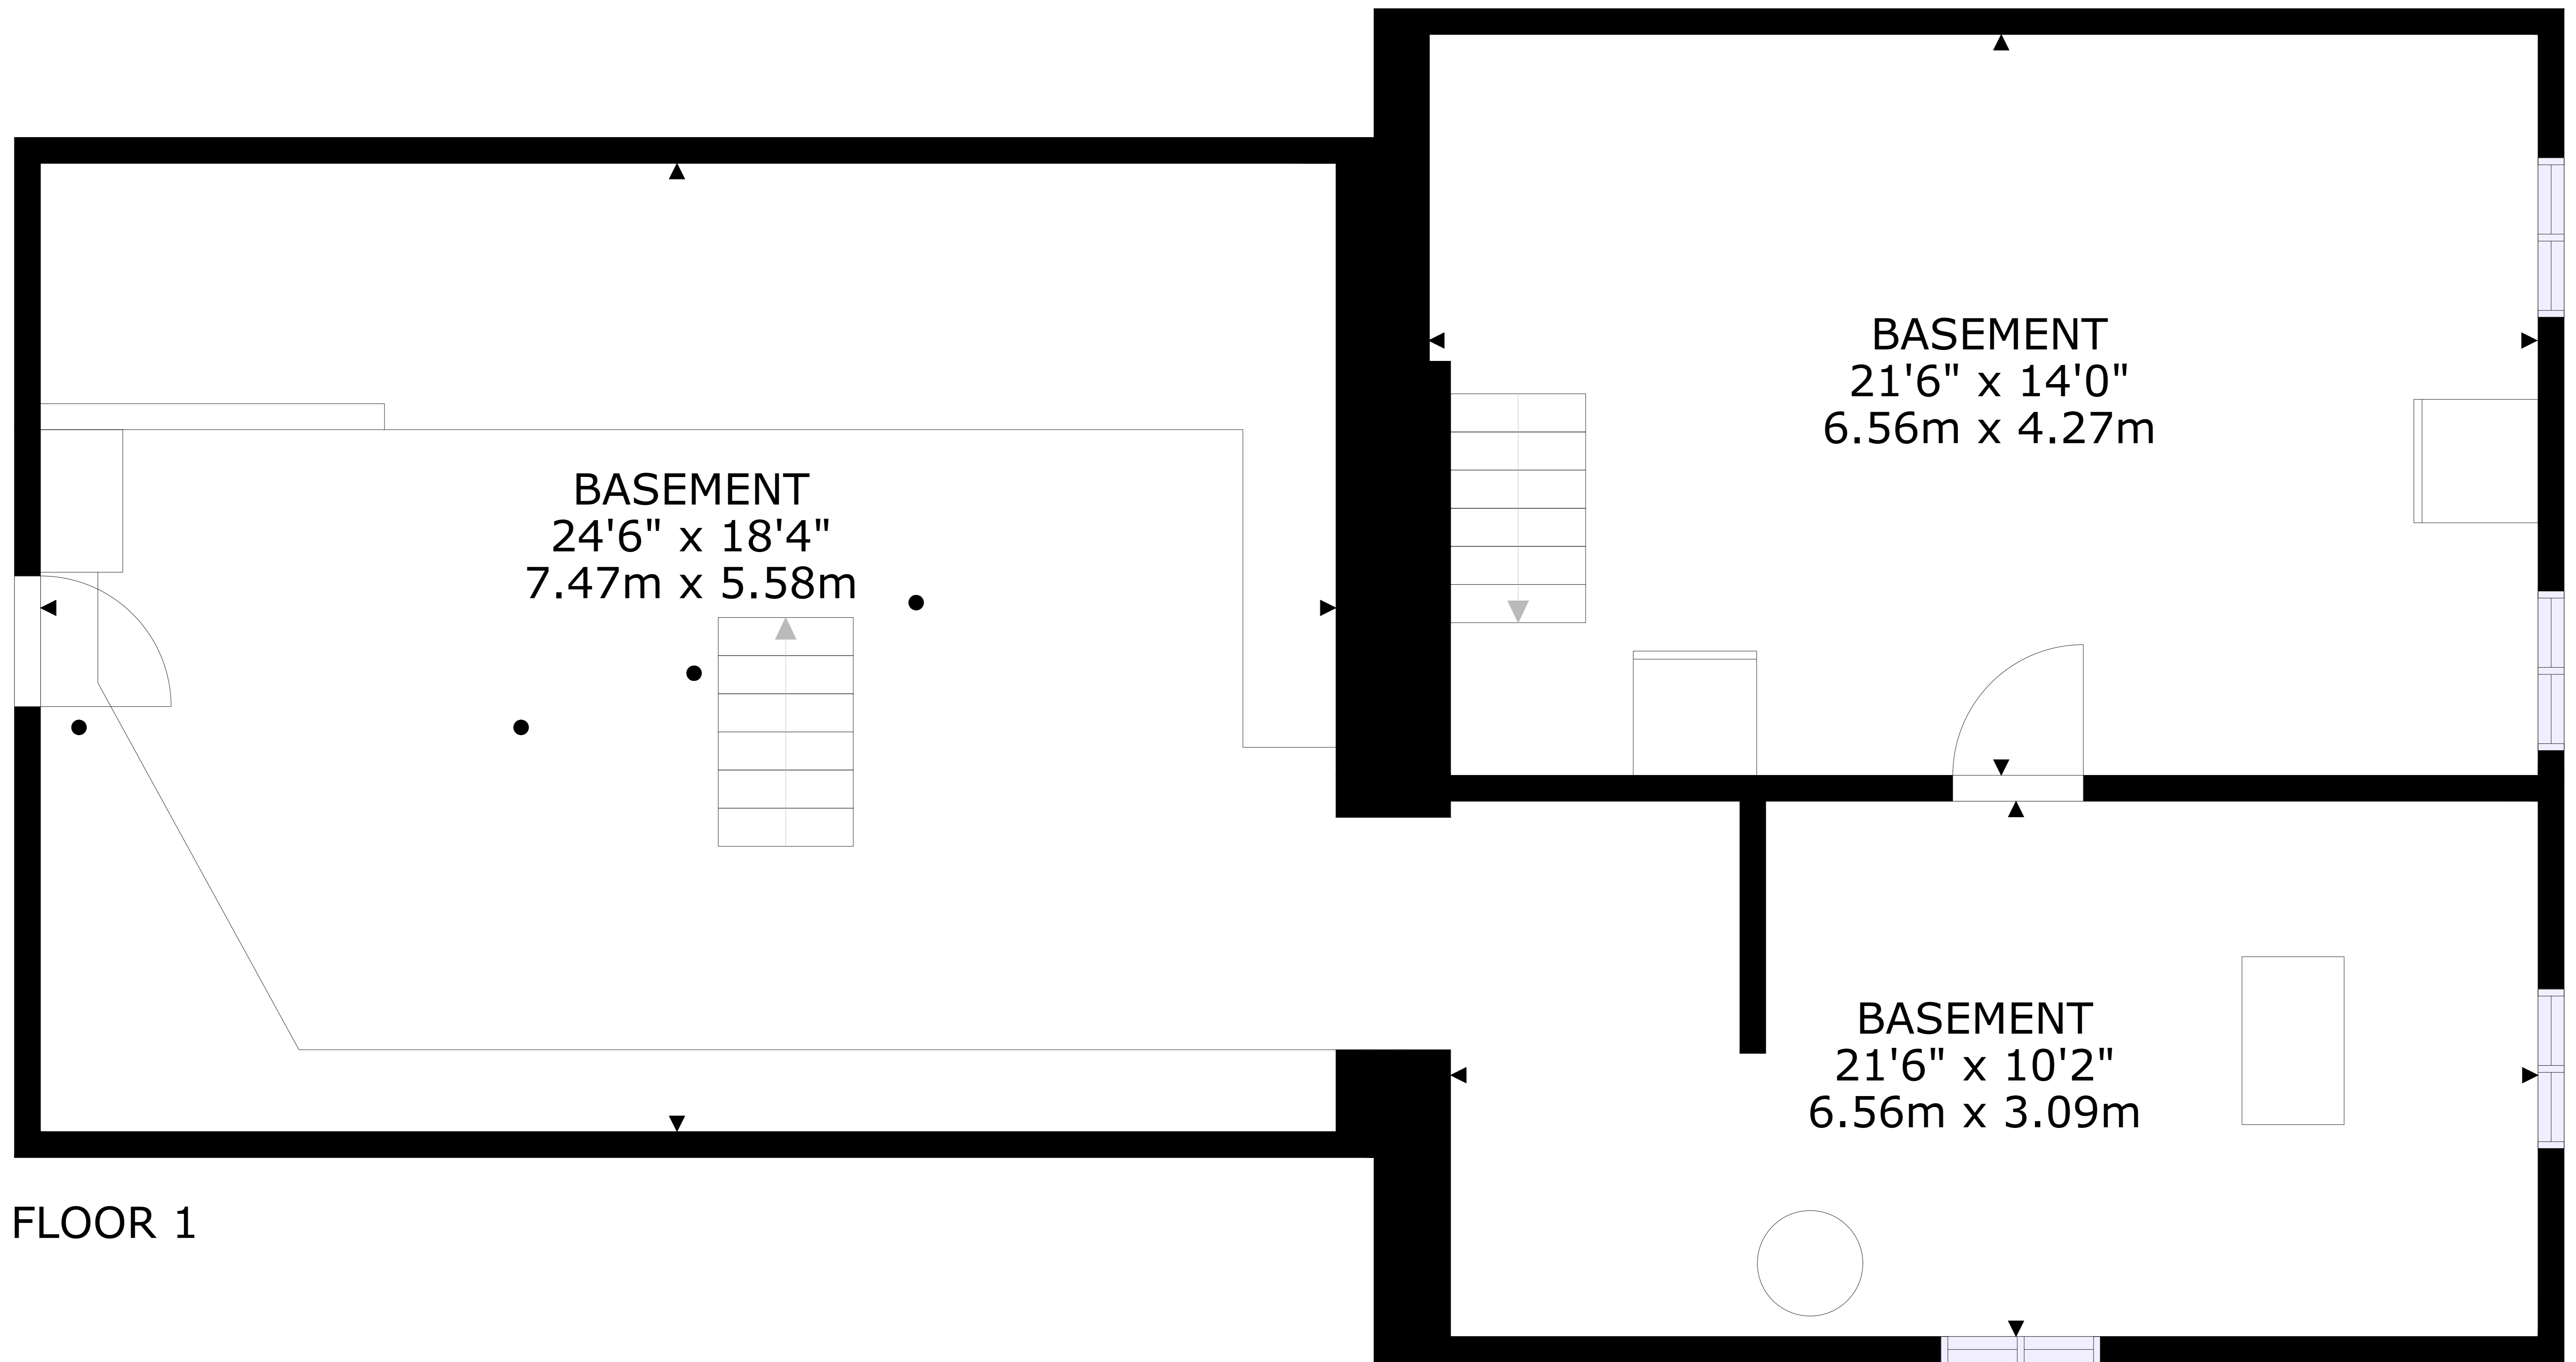 BASEMENT
21'6" x 14'0"
6.56m x 4.27m
BASEMENT
24'6" x 18'4"
7.47m x 5.58m
BASEMENT
21'6" x 10'2"
6.56m x 3.09m
FLOOR 1